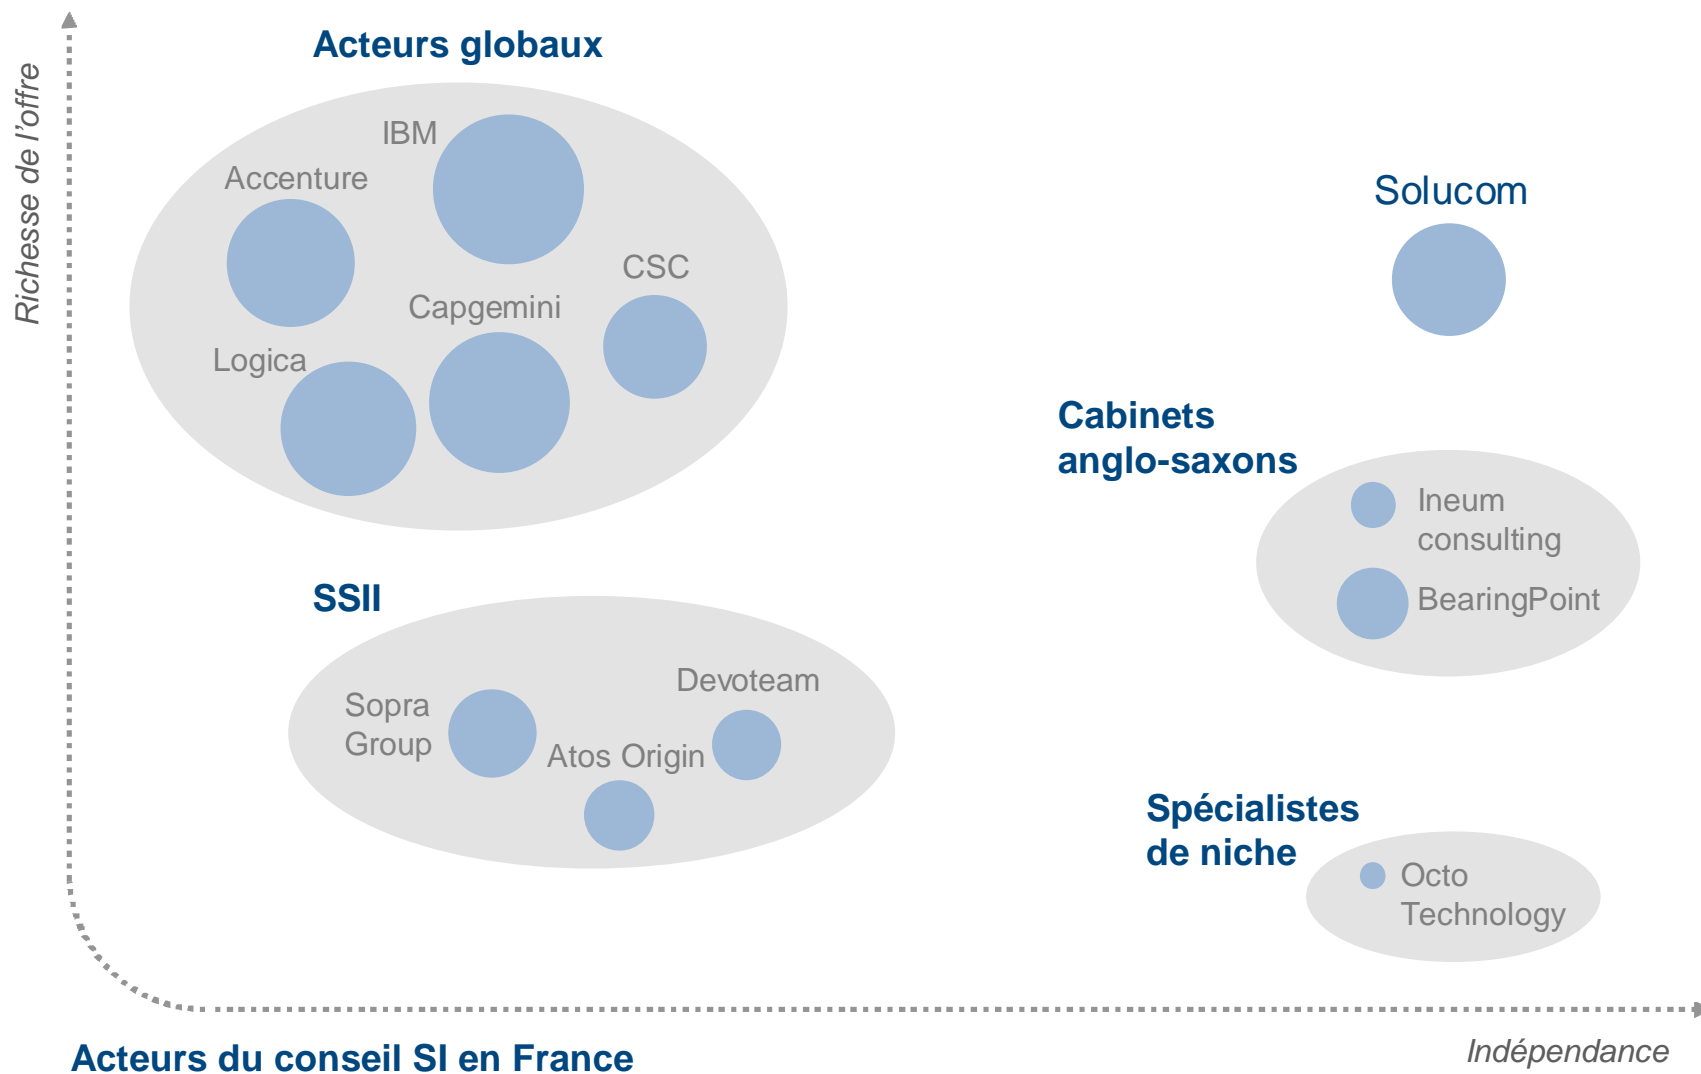 Richesse de l'offre
Acteurs globaux
IBM
Accenture
CSC
Capgemini
Logica
Solucom
Cabinets
anglo-saxons
Ineum
consulting
BearingPoint
SSII
Devoteam
Sopra
Group
Atos Origin
Spécialistes
de niche
Octo
Technology
Indépendance
Acteurs du conseil SI en France